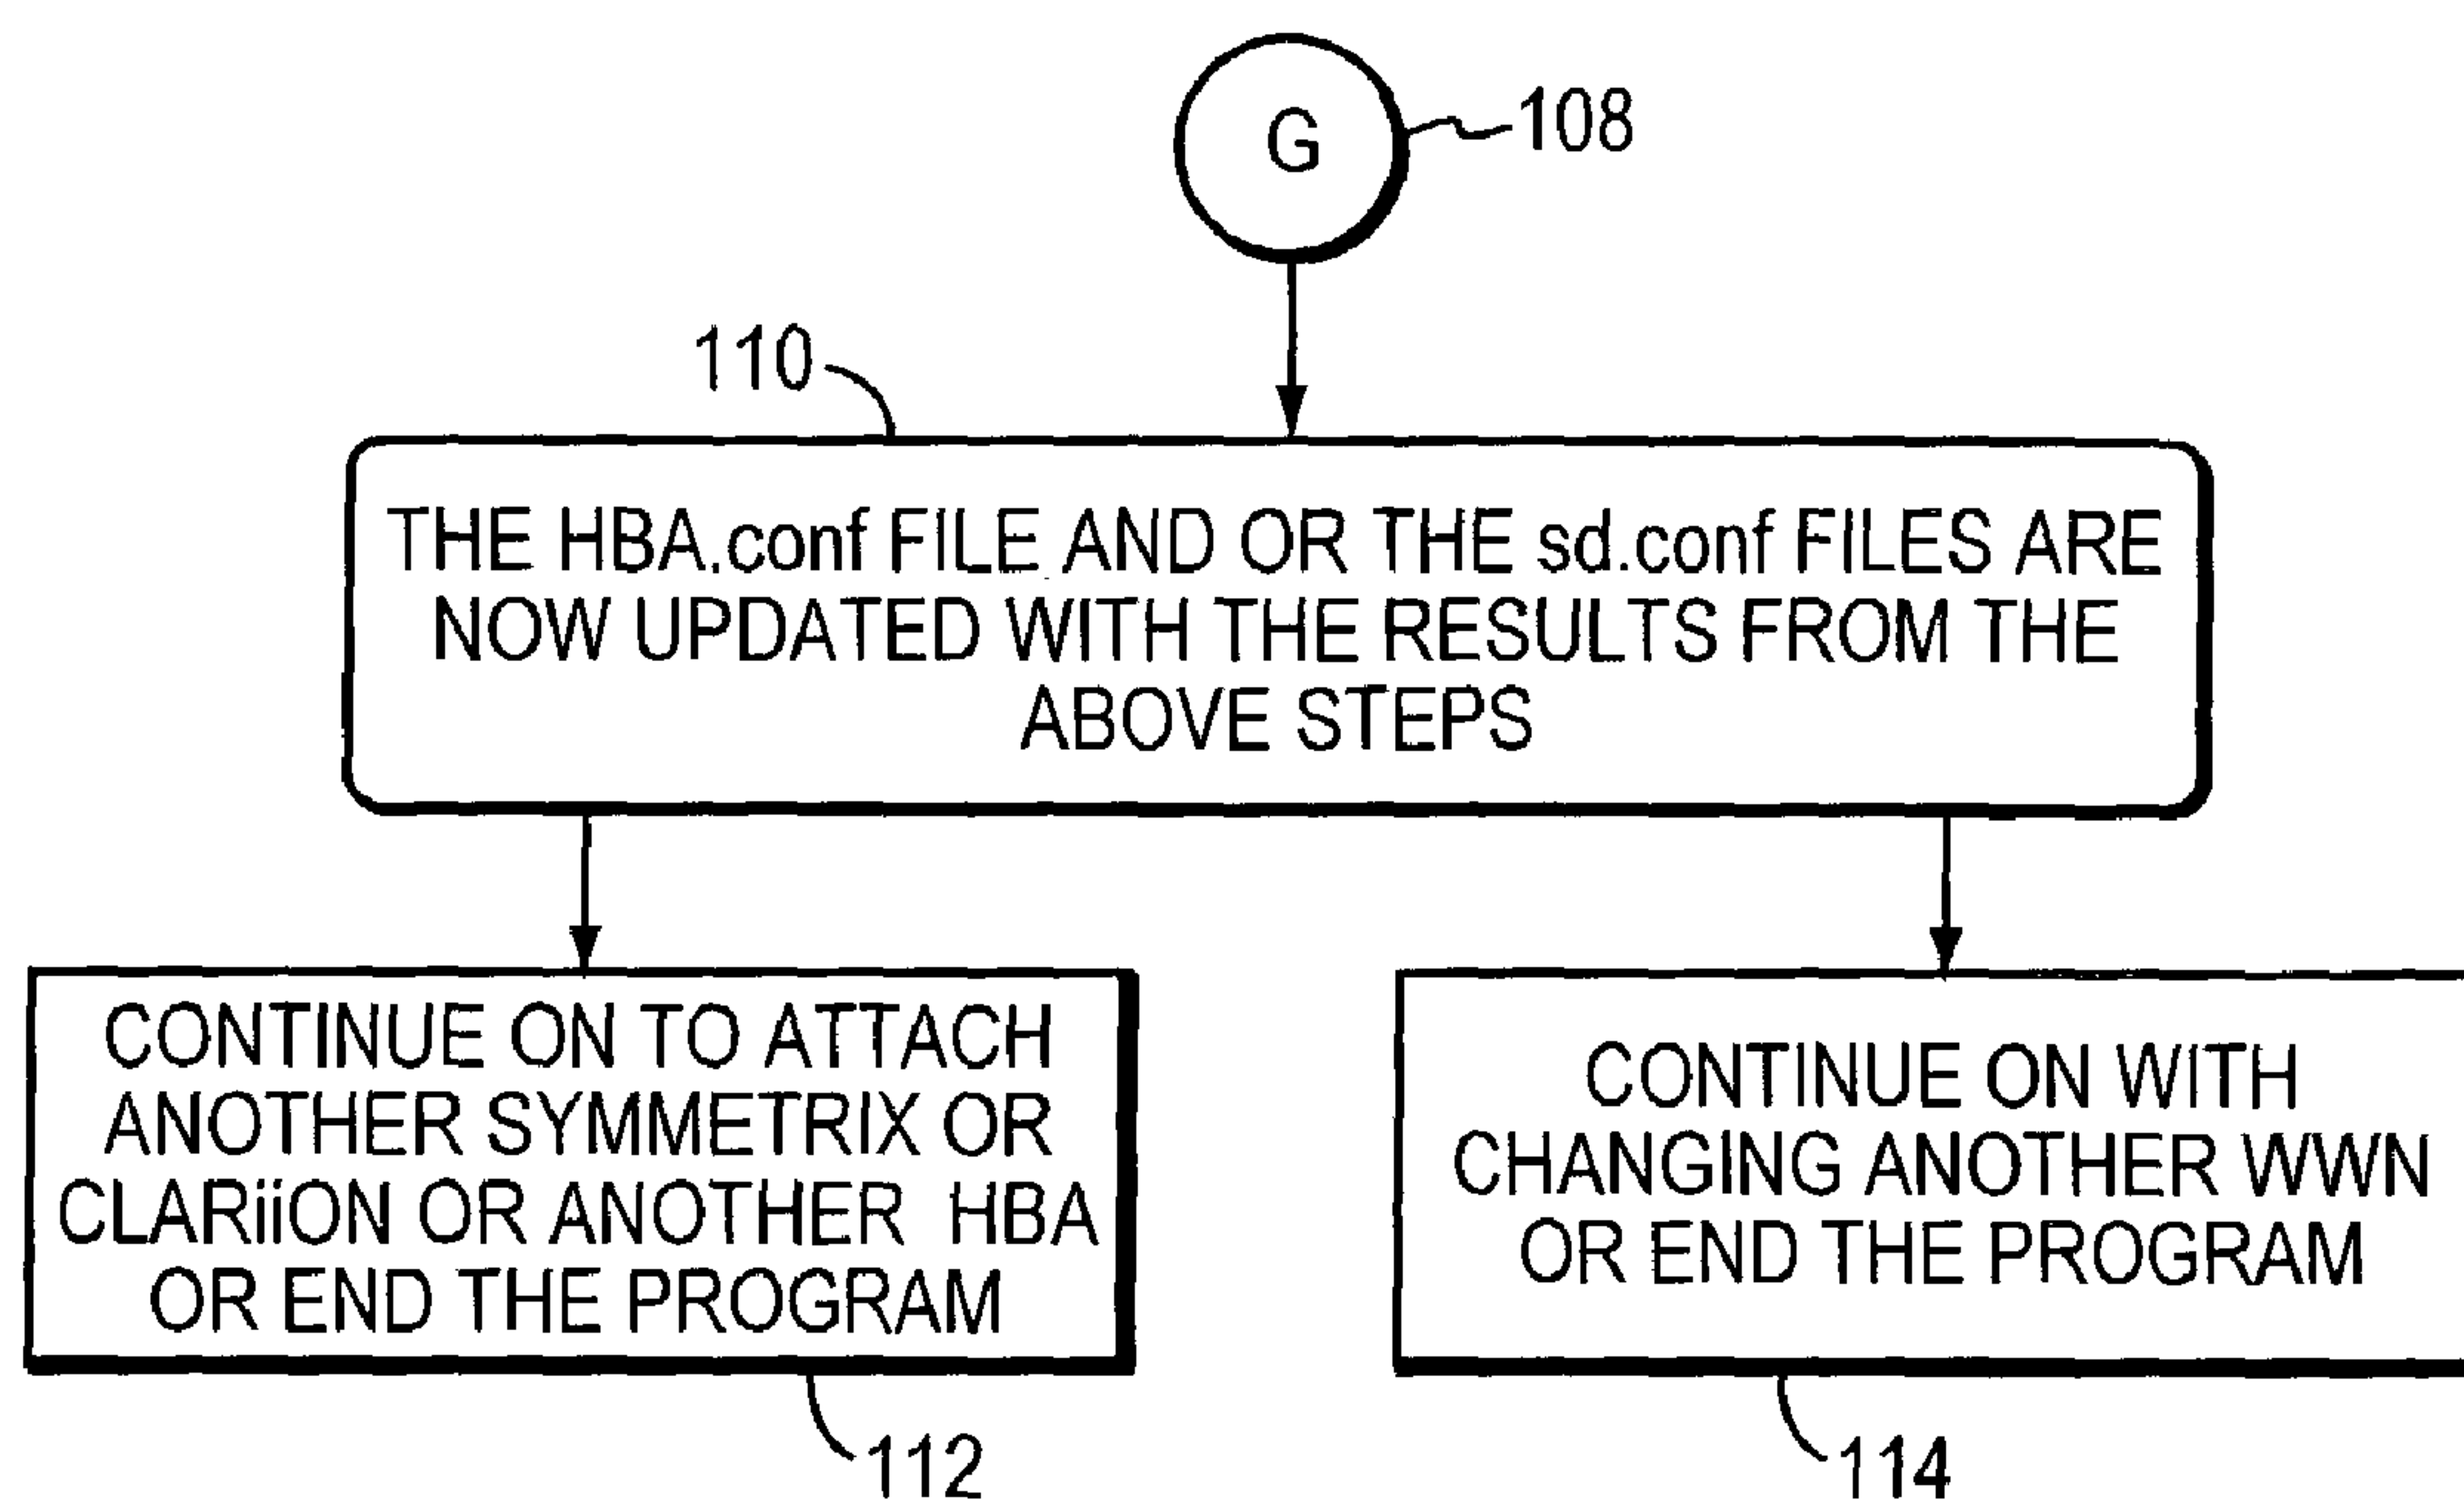 G
108
110
THE HBA.conf FILE AND OR THE sd.conf FILES ARE
NOW UPDATED WITH THE RESULTS FROM THE
ABOVE STEPS
CONTINUE ON TO ATTACH
ANOTHER SYMMETRIX OR
CLARiiON OR ANOTHER HBA
OR END THE PROGRAM
112
CONTINUE ON WITH
CHANGING ANOTHER WWN
OR END THE PROGRAM
114